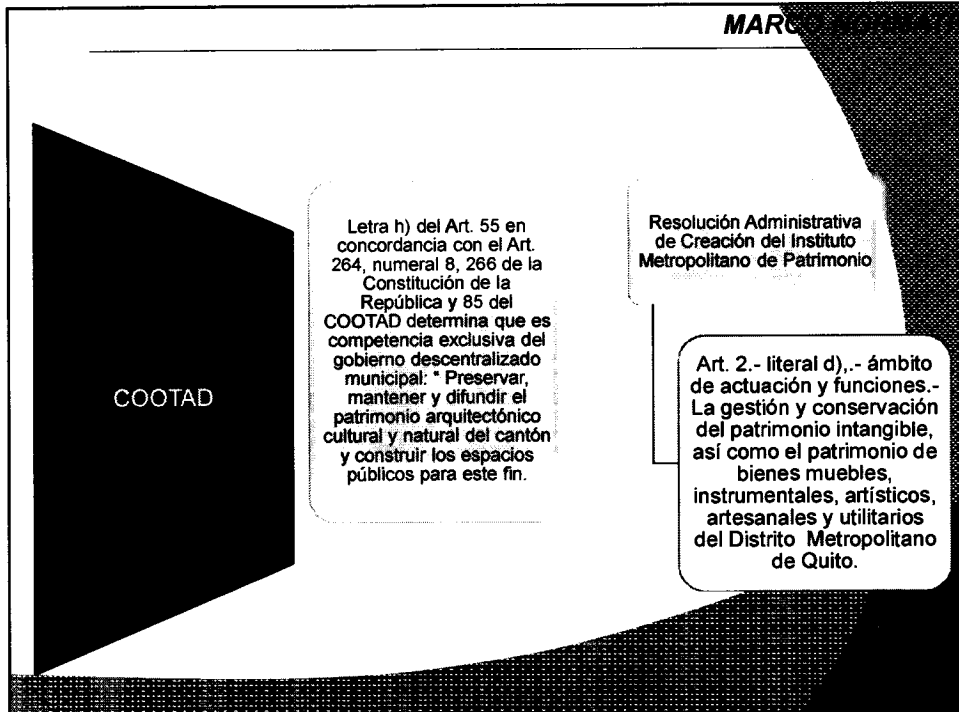 MARCO NORMATI
COOTAD
Letra h) del Art. 55 en
concordancia con el Art.
264, numeral 8, 266 de la
Constitución de la
República y 85 del
COOTAD determina que es
competencia exclusiva del
gobierno descentralizado
municipal: " Preservar,
mantener y difundir el
patrimonio arquitectónico
cultural y natural del cantón
y construir los espacios
públicos para este fin.
Resolución Administrativa
de Creación del Instituto
Metropolitano de Patrimonio
Art. 2.- literal d),.- ámbito
de actuación y funciones.-
La gestión y conservación
del patrimonio intangible,
así como el patrimonio de
bienes muebles,
instrumentales, artísticos,
artesanales y utilitarios
del Distrito Metropolitano
de Quito.